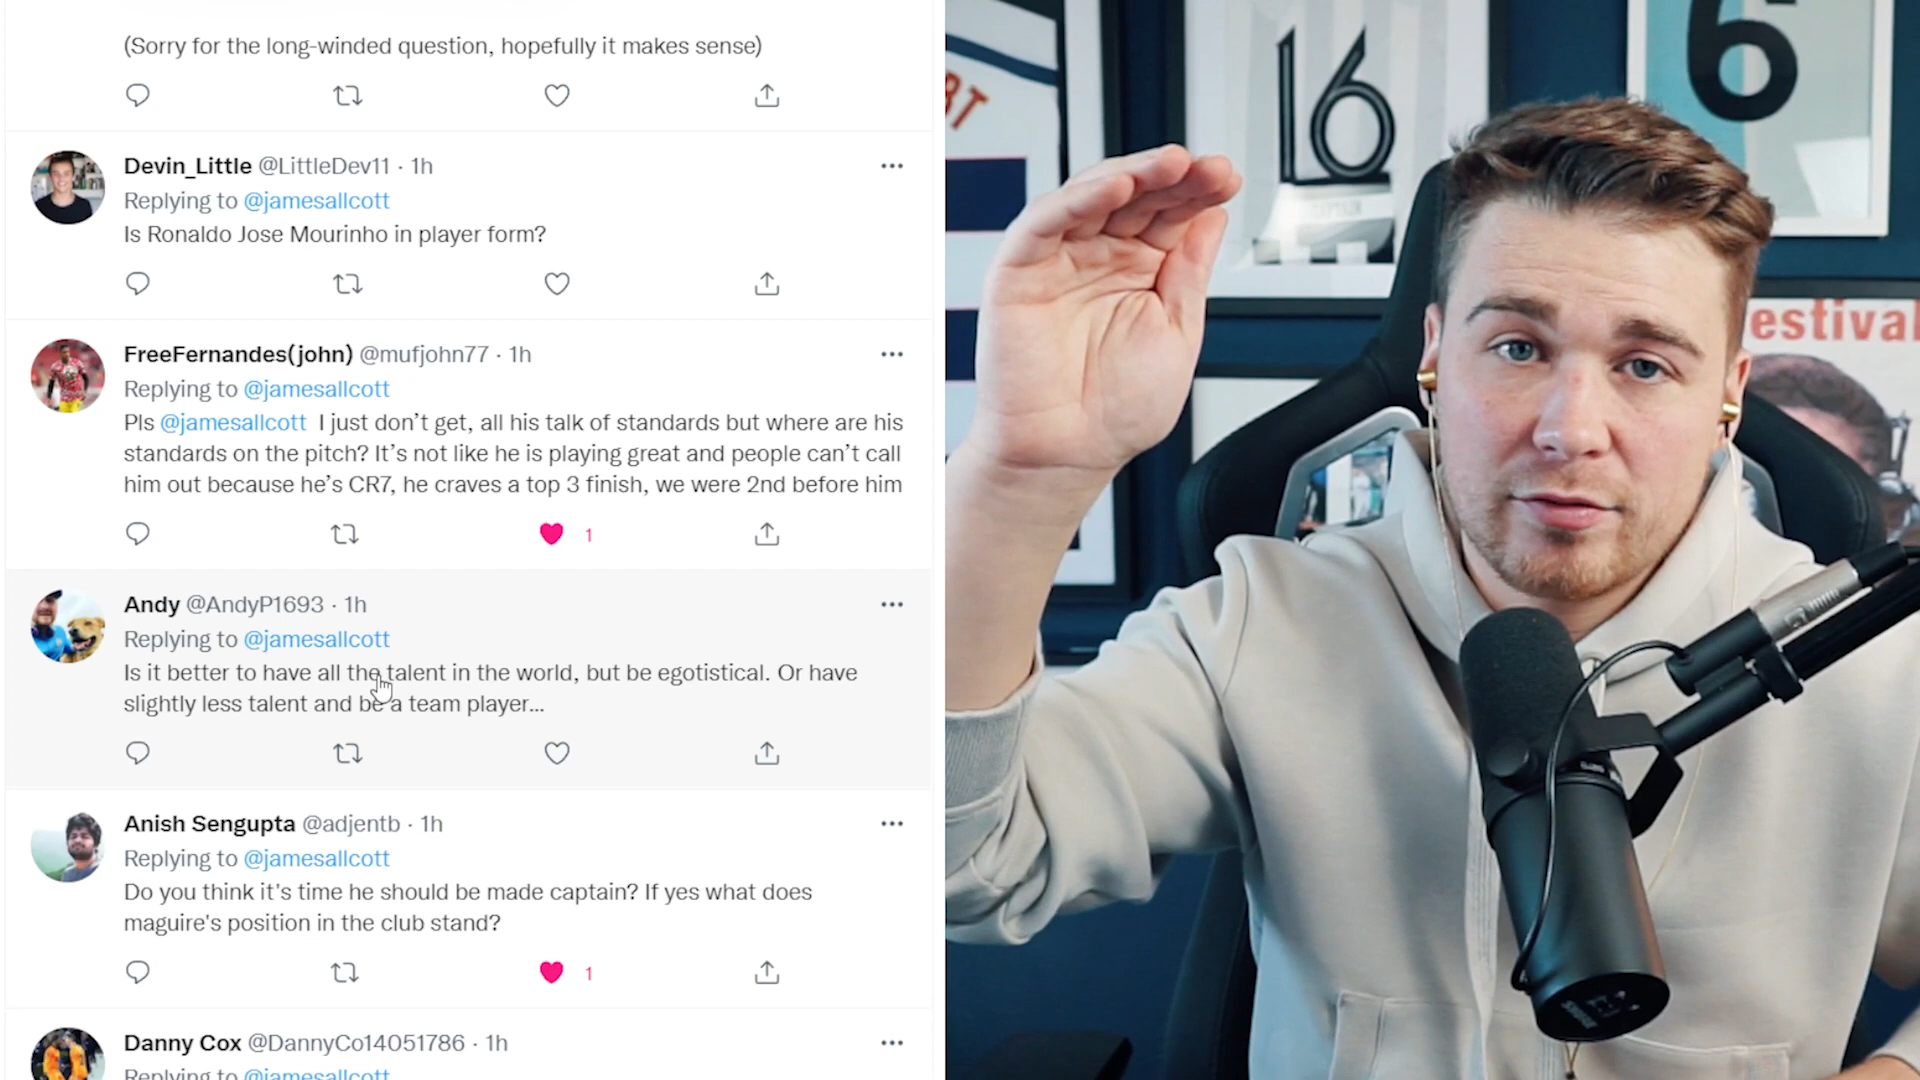 (Sorry for the long-winded question, hopefully it makes sense)
Devin_Little @LittleDev11 · 1h
Replying to @jamesallcott
Is Ronaldo Jose Mourinho in player form?
FreeFernandes(john) @mufjohn77 · 1h
Replying to @jamesallcott
Pls @jamesallcott I just don’t get, all his talk of standards but where are his
standards on the pitch? It’s not like he is playing great and people can’t call
him out because he’s CR7, he craves a top 3 finish, we were 2nd before him
1
Andy @AndyP1693 · 1h
Replying to @jamesallcott
Is it better to have all the talent in the world, but be egotistical. Or have
slightly less talent and be a team player...
Anish Sengupta @adjentb · 1h
Replying to @jamesallcott
Do you think it's time he should be made captain? If yes what does
maguire's position in the club stand?
1
Danny Cox @DannyCo14051786 · 1h
Replying to @jamesallcott
16
CAPTAIN
6
estival